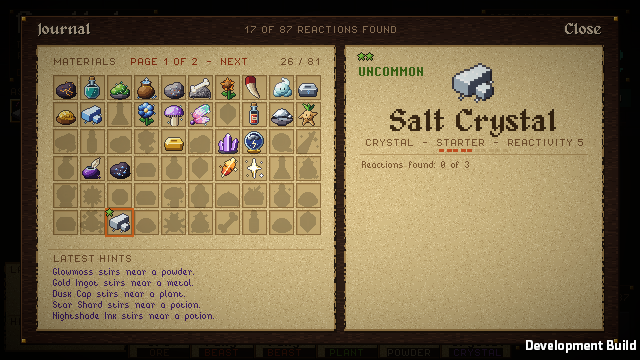 Journal
17 OF 87 REACTIONS FOUND
Close
MATERIALS PAGE 1 OF 2 - NEXT 26 / 81
UNCOMMON
Salt Crystal
CRYSTAL - STARTER - REACTIVITY 5
Reactions found: 0 of 3
LATEST HINTS
Glowmoss stirs near a powder.
Gold Ingot stirs near a metal.
Dusk Cap stirs near a plant.
Star Shard stirs near a potion.
Nightshade Ink stirs near a potion.
Development Build